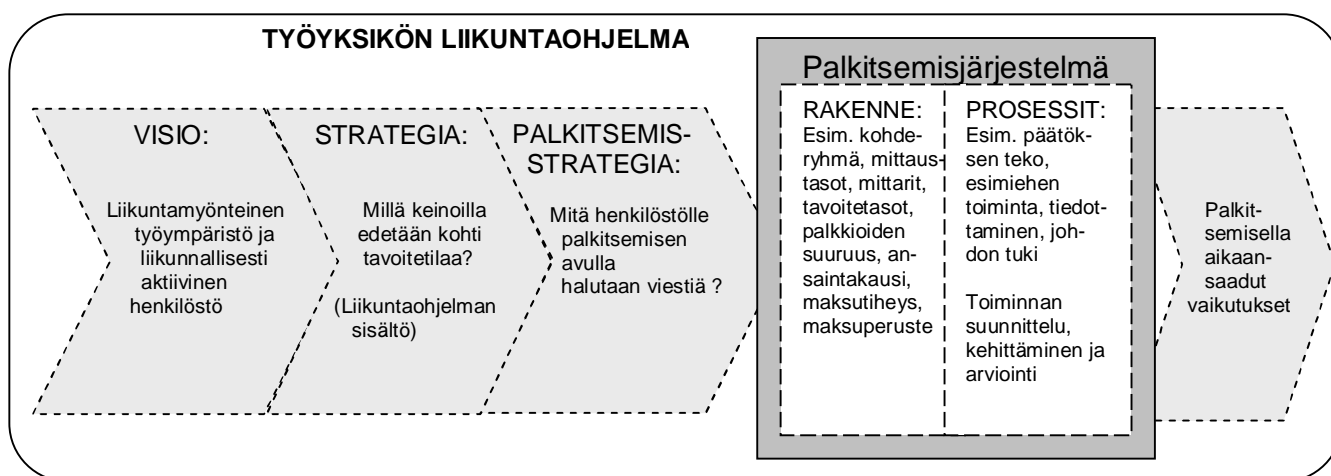 TYÖYKSIKÖN LIIKUNTAOHJELMA
VISIO:
Liikuntamyönteinen
työympäristö ja
liikunnallisesti
aktiivinen
henkilöstö
STRATEGIA:
Millä keinoilla
edetään kohti
tavoitetilaa?
(Liikuntaohjelman
sisältö)
PALKITSEMIS-
STRATEGIA:
Mitä henkilöstölle
palkitsemisen
avulla
halutaan viestiä ?
Palkitsemisjärjestelmä
RAKENNE:
Esim. kohde-
ryhmä, mittaus-
tasot, mittarit,
tavoitetasot,
palkkioiden
suuruus, an-
saintakausi,
maksutiheys,
maksuperuste
PROSESSIT:
Esim. päätök-
sen teko,
esimiehen
toiminta, tiedot-
taminen, joh-
don tuki
Toiminnan
suunnittelu,
kehittäminen ja
arviointi
Palkit-
semisella
aikaan-
saadut
vaikutukset